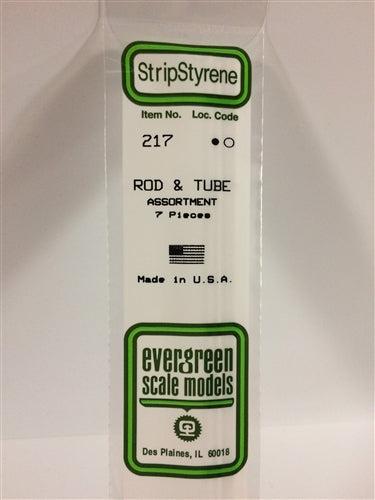 StripStyrene
Item No. Loc. Code
217 ●○
ROD & TUBE
ASSORTMENT
7 Pieces
Made in U.S.A.
evergreen
scale models
Des Plaines, IL 60018